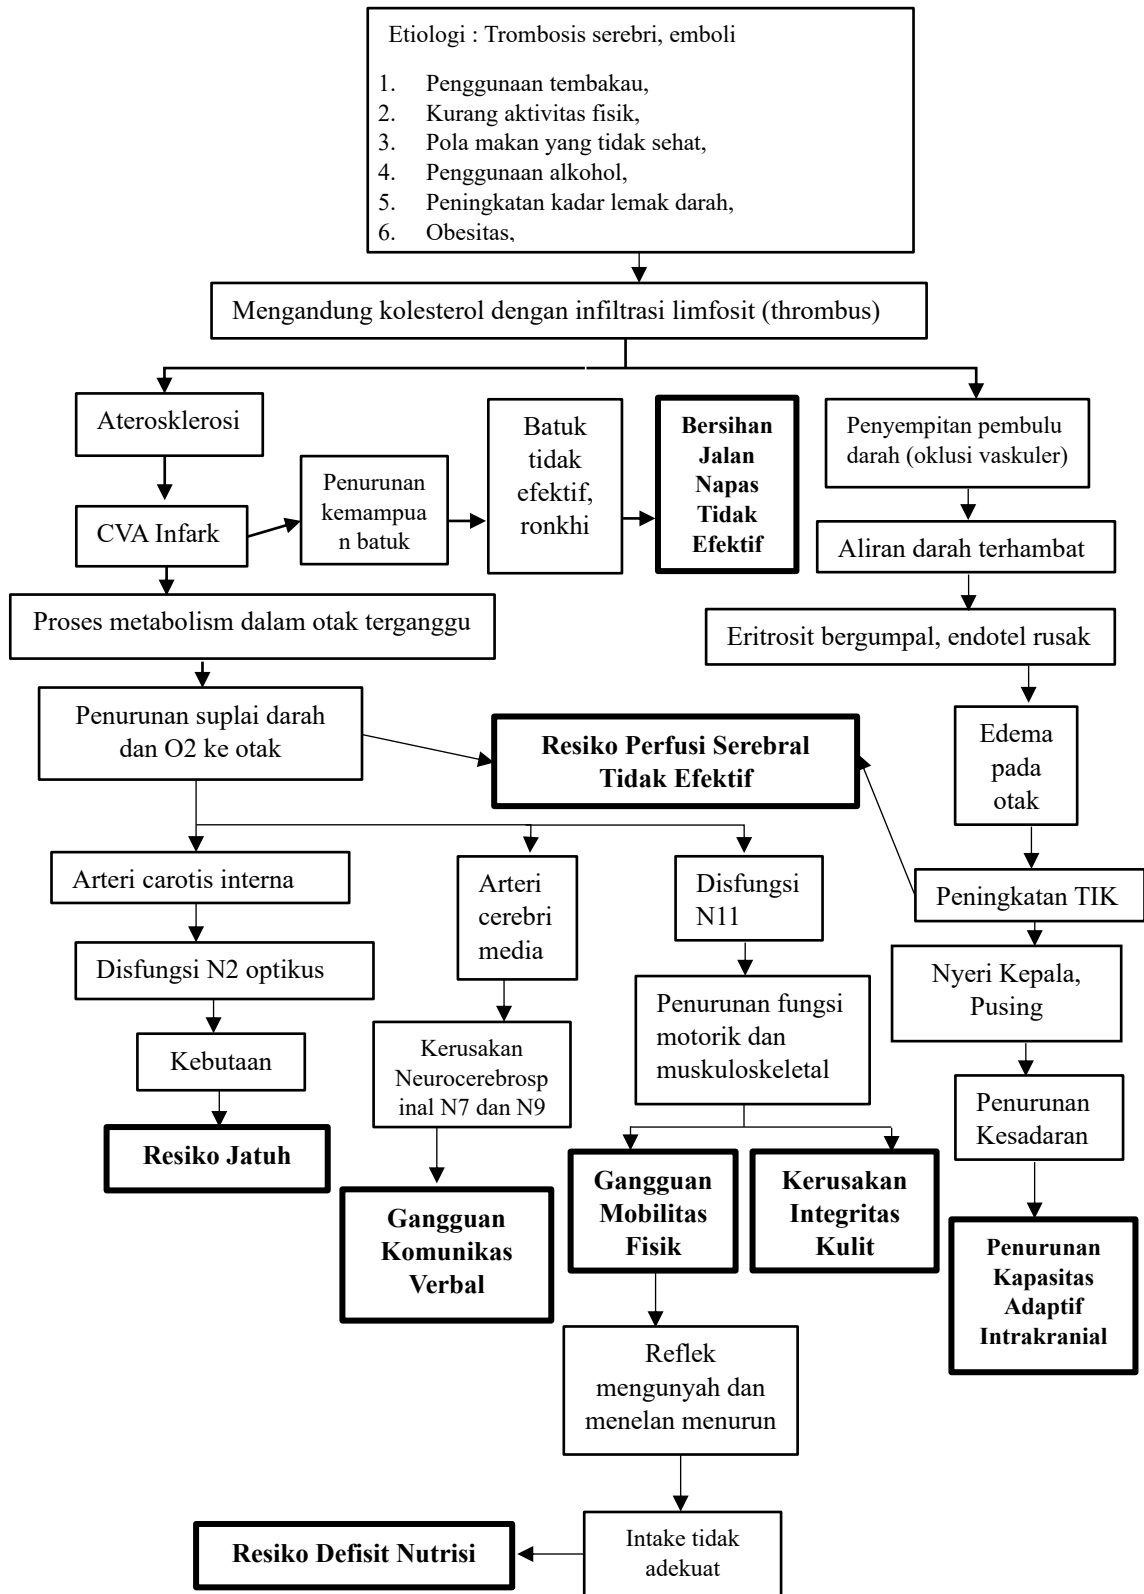 Etiologi : Trombosis serebri, emboli
1. Penggunaan tembakau,
2. Kurang aktivitas fisik,
3. Pola makan yang tidak sehat,
4. Penggunaan alkohol,
5. Peningkatan kadar lemak darah,
6. Obesitas,
Mengandung kolesterol dengan infiltrasi limfosit (thrombus)
Aterosklerosi
CVA Infark
Penurunan
kemampua
n batuk
Batuk
tidak
efektif,
ronkhi
Bersihan
Jalan
Napas
Tidak
Efektif
Penyempitan pembulu
darah (oklusi vaskuler)
Aliran darah terhambat
Proses metabolism dalam otak terganggu
Eritrosit bergumpal, endotel rusak
Penurunan suplai darah
dan O2 ke otak
Resiko Perfusi Serebral
Tidak Efektif
Edema
pada
otak
Arteri carotis interna
Arteri
cerebri
media
Disfungsi
N11
Peningkatan TIK
Disfungsi N2 optikus
Nyeri Kepala,
Pusing
Penurunan fungsi
motorik dan
muskuloskeletal
Kebutaan
Kerusakan
Neurocerebrosp
inal N7 dan N9
Penurunan
Kesadaran
Resiko Jatuh
Gangguan
Komunikas
Verbal
Gangguan
Mobilitas
Fisik
Kerusakan
Integritas
Kulit
Penurunan
Kapasitas
Adaptif
Intrakranial
Reflek
mengunyah dan
menelan menurun
Resiko Defisit Nutrisi
Intake tidak
adekuat